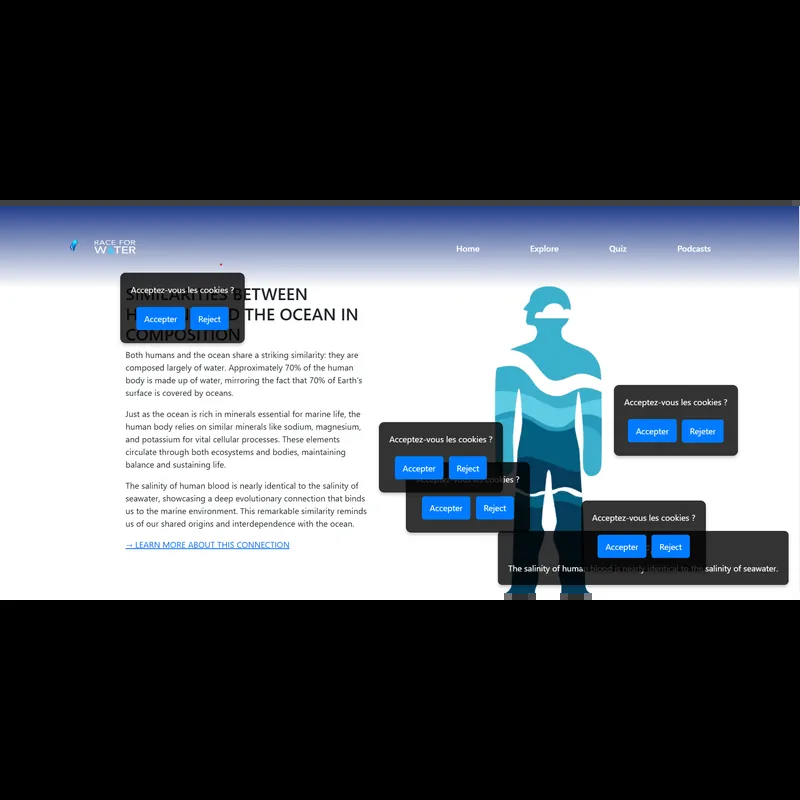 RACE FOR
WATER
Home
Explore
Quiz
Podcasts
Acceptez-vous les cookies ?
Accepter
Reject
SIMILARITIES BETWEEN
D THE OCEAN IN
COMPOSITION
Both humans and the ocean share a striking similarity: they are
composed largely of water. Approximately 70% of the human
body is made up of water, mirroring the fact that 70% of Earth's
surface is covered by oceans.
Just as the ocean is rich in minerals essential for marine life, the
human body relies on similar minerals like sodium, magnesium,
and potassium for vital cellular processes. These elements
circulate through both ecosystems and bodies, maintaining
balance and sustaining life.
The salinity of human blood is nearly identical to the salinity of
seawater, showcasing a deep evolutionary connection that binds
us to the marine environment. This remarkable similarity reminds
us of our shared origins and interdependence with the ocean.
→ LEARN MORE ABOUT THIS CONNECTION
Acceptez-vous les cookies ?
Accepter
Rejeter
Acceptez-vous les cookies ?
Accepter
Reject
Acceptez-vous les cookies ?
Accepter
Reject
Acceptez-vous les cookies ?
Accepter
Reject
The salinity of human blood is nearly identical to the salinity of seawater.